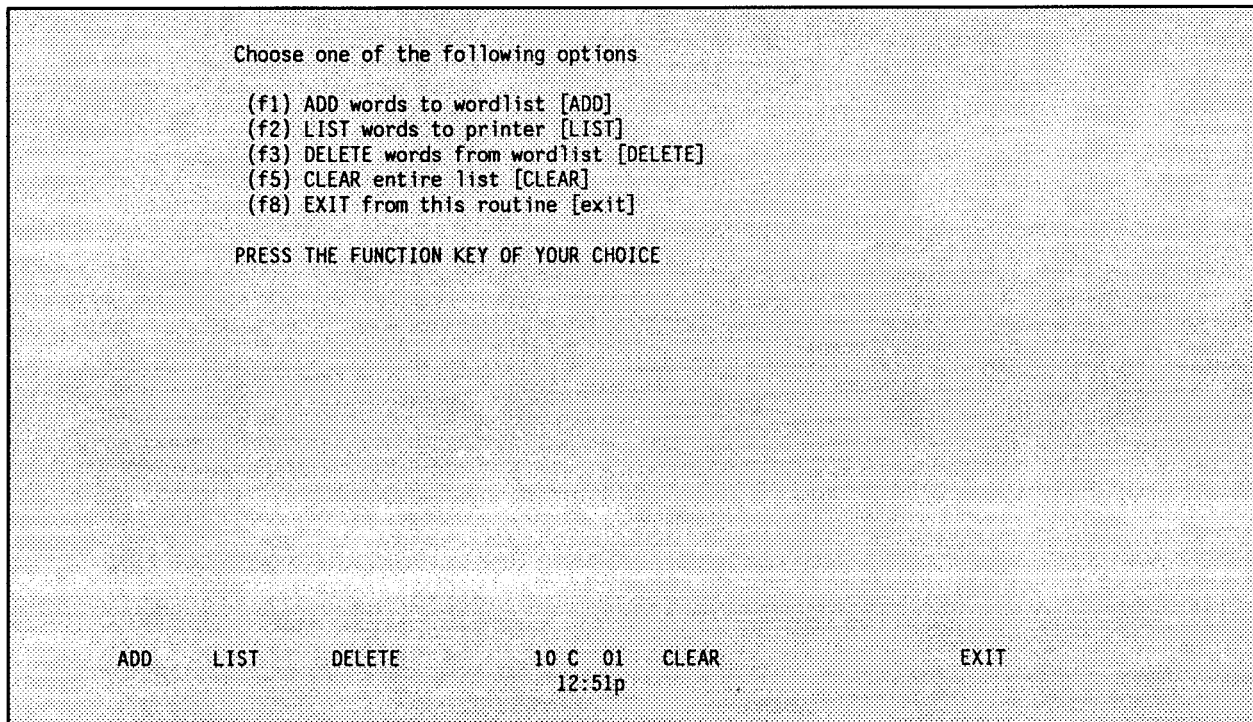 Choose one of the following options
(f1) ADD words to wordlist [ADD]
(f2) LIST words to printer [LIST]
(f3) DELETE words from wordlist [DELETE]
(f5) CLEAR entire list [CLEAR]
(f8) EXIT from this routine [exit]
PRESS THE FUNCTION KEY OF YOUR CHOICE
ADD LIST DELETE 10 C 01 CLEAR EXIT
12:51p